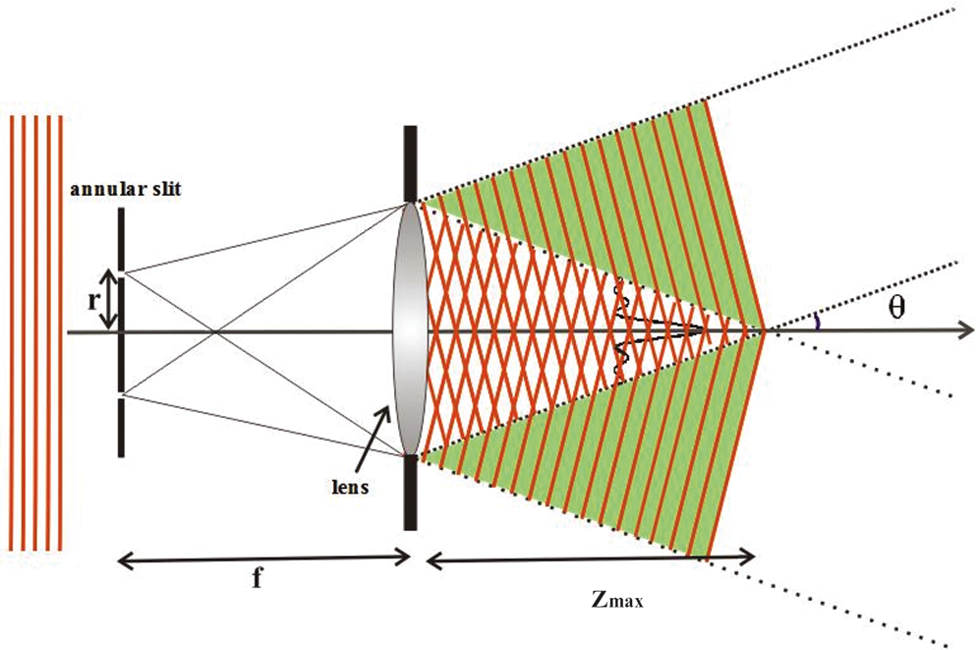 annular slit
r
θ
lens
f
Zmax